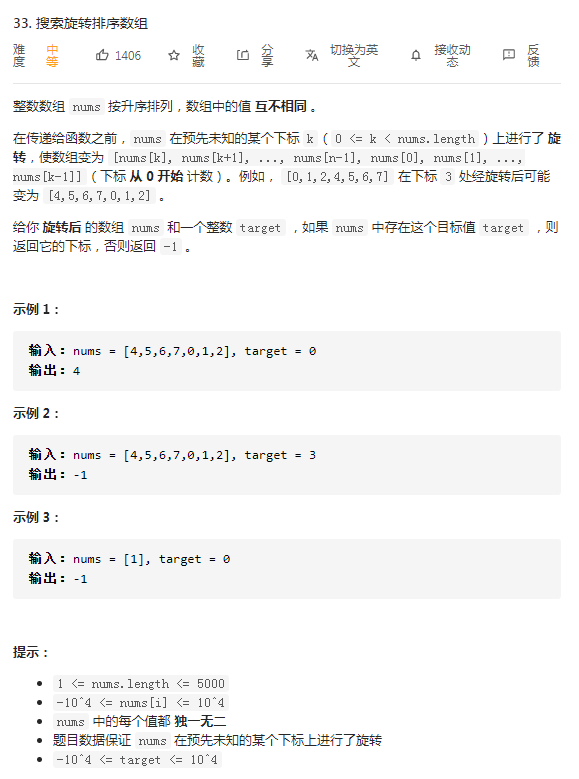 33. 搜索旋转排序数组
难度 中等 1406 收藏 分享 切换为英文 接收动态 反馈
整数数组 nums 按升序排列，数组中的值 互不相同 。
在传递给函数之前，nums 在预先未知的某个下标 k（0 <= k < nums.length）上进行了 旋
转，使数组变为 [nums[k], nums[k+1], ..., nums[n-1], nums[0], nums[1], ...,
nums[k-1]]（下标 从 0 开始 计数）。例如， [0,1,2,4,5,6,7] 在下标 3 处经旋转后可能
变为 [4,5,6,7,0,1,2] 。
给你 旋转后 的数组 nums 和一个整数 target ，如果 nums 中存在这个目标值 target ，则
返回它的下标，否则返回 -1 。
示例 1：
输入：nums = [4,5,6,7,0,1,2], target = 0
输出：4
示例 2：
输入：nums = [4,5,6,7,0,1,2], target = 3
输出：-1
示例 3：
输入：nums = [1], target = 0
输出：-1
提示：
1 <= nums.length <= 5000
-10^4 <= nums[i] <= 10^4
nums 中的每个值都 独一无二
题目数据保证 nums 在预先未知的某个下标上进行了旋转
-10^4 <= target <= 10^4